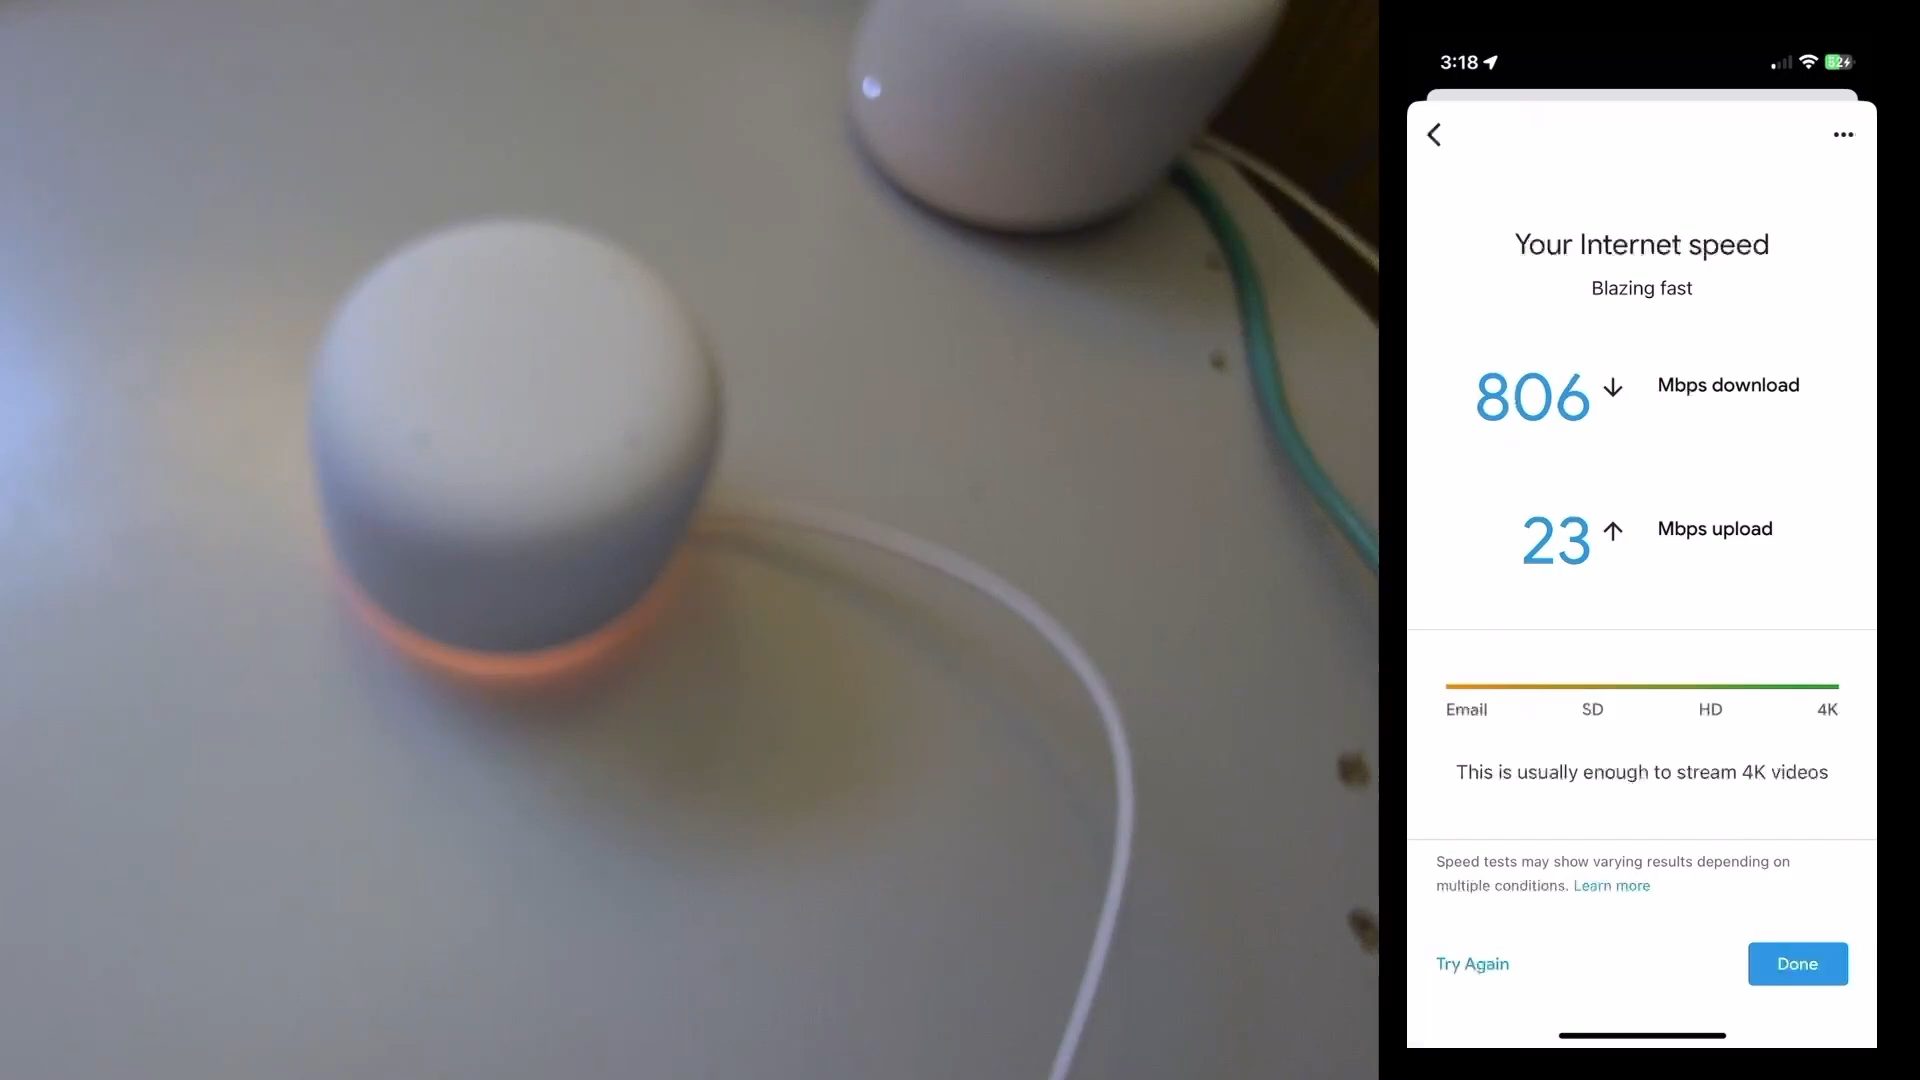 3:18
52
Your Internet speed
Blazing fast
806 Mbps download
23 Mbps upload
Email SD HD 4K
This is usually enough to stream 4K videos
Speed tests may show varying results depending on
multiple conditions. Learn more
Try Again Done